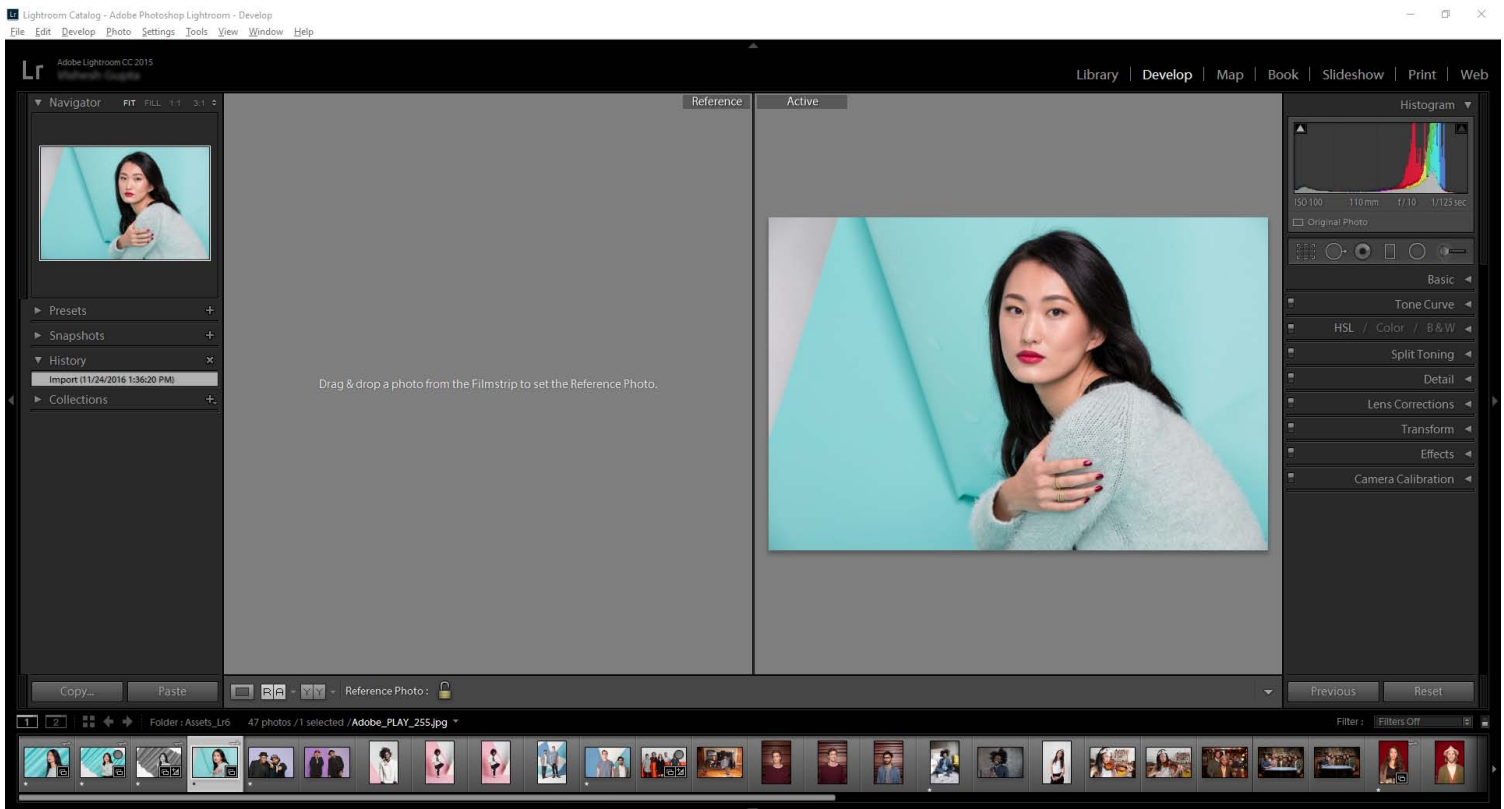 Lightroom Catalog - Adobe Photoshop Lightroom - Develop
File Edit Develop Photo Settings Tools View Window Help
Lr
Adobe Lightroom CC 2015
Library | Develop | Map | Book | Slideshow | Print | Web
Navigator FIT FILL 1:1 3:1
Presets
Snapshots
History
Import (11/24/2016 1:36:20 PM)
Collections
Copy... Paste
Reference
Active
Drag & drop a photo from the Filmstrip to set the Reference Photo.
R A Y Y Reference Photo :
Histogram
ISO 100 110 mm f / 10 1/125 sec
Original Photo
Basic
Tone Curve
HSL / Color / B & W
Split Toning
Detail
Lens Corrections
Transform
Effects
Camera Calibration
Previous Reset
1 2 Folder : Assets_Lr6 47 photos / 1 selected / Adobe_PLAY_255.jpg
Filter : Filters Off